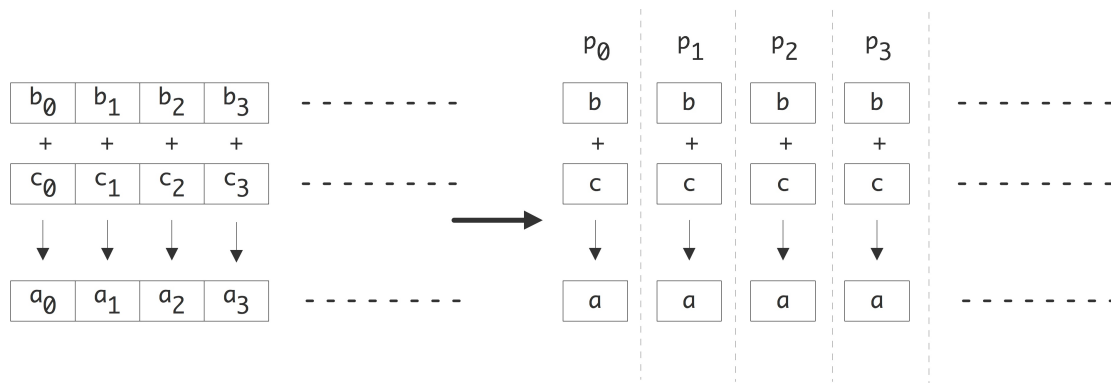 p₀ p₁ p₂ p₃
b₀ b₁ b₂ b₃ b b b b
+ + + + + + + +
c₀ c₁ c₂ c₃ c c c c
a₀ a₁ a₂ a₃ a a a a